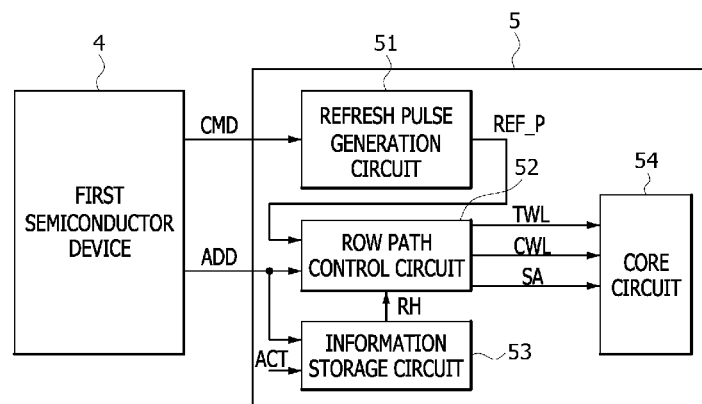 4
5
51
CMD
REFRESH PULSE
GENERATION
CIRCUIT
REF_P
FIRST
SEMICONDUCTOR
DEVICE
52
54
ADD
ROW PATH
CONTROL CIRCUIT
TWL
CWL
SA
CORE
CIRCUIT
RH
ACT
INFORMATION
STORAGE CIRCUIT
53